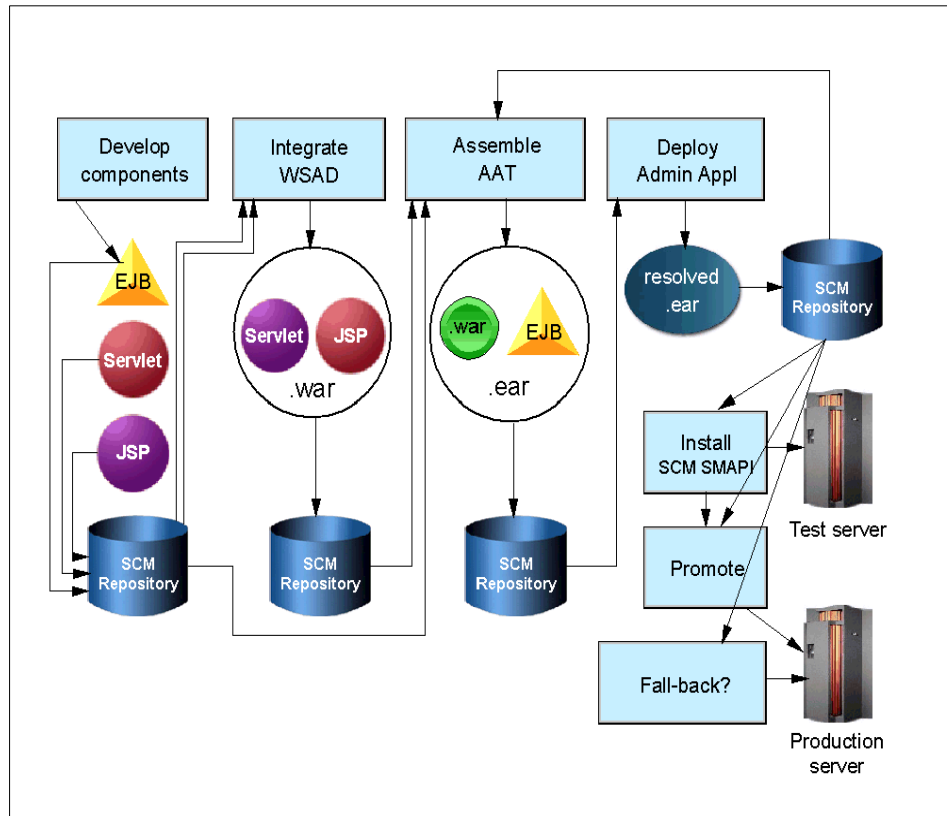 Develop
components
Integrate
WSAD
Assemble
AAT
Deploy
Admin Appl
EJB
Servlet
JSP
SCM
Repository
Servlet
JSP
.war
SCM
Repository
.war
EJB
.ear
SCM
Repository
resolved
.ear
SCM
Repository
Install
SCM SMAPI
Test server
Promote
Fall-back?
Production
server